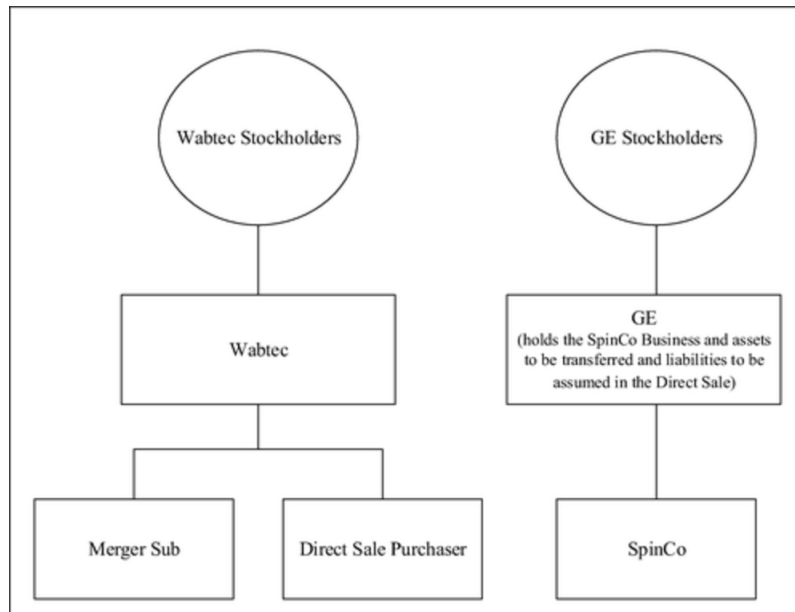 Wabtec Stockholders
GE Stockholders
Wabtec
GE
(holds the SpinCo Business and assets
to be transferred and liabilities to be
assumed in the Direct Sale)
Merger Sub
Direct Sale Purchaser
SpinCo